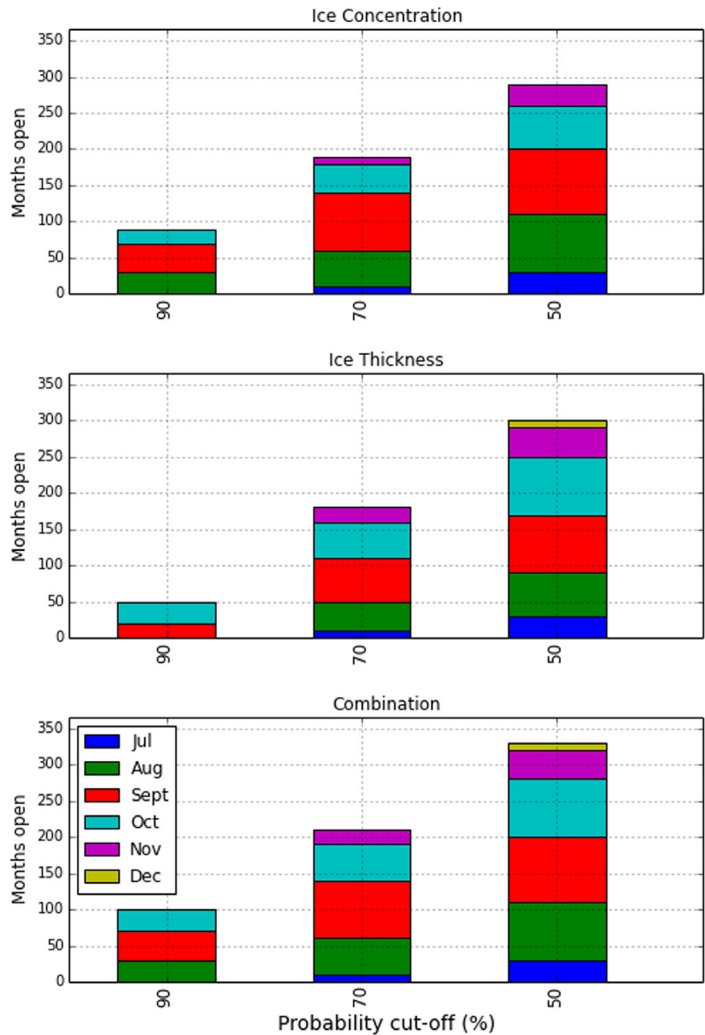 Ice Concentration
350
300
250
200
150
100
50
0
Months open
90
70
50
Ice Thickness
350
300
250
200
150
100
50
0
Months open
90
70
50
Combination
350
300
250
200
150
100
50
0
Months open
Jul
Aug
Sept
Oct
Nov
Dec
90
70
50
Probability cut-off (%)